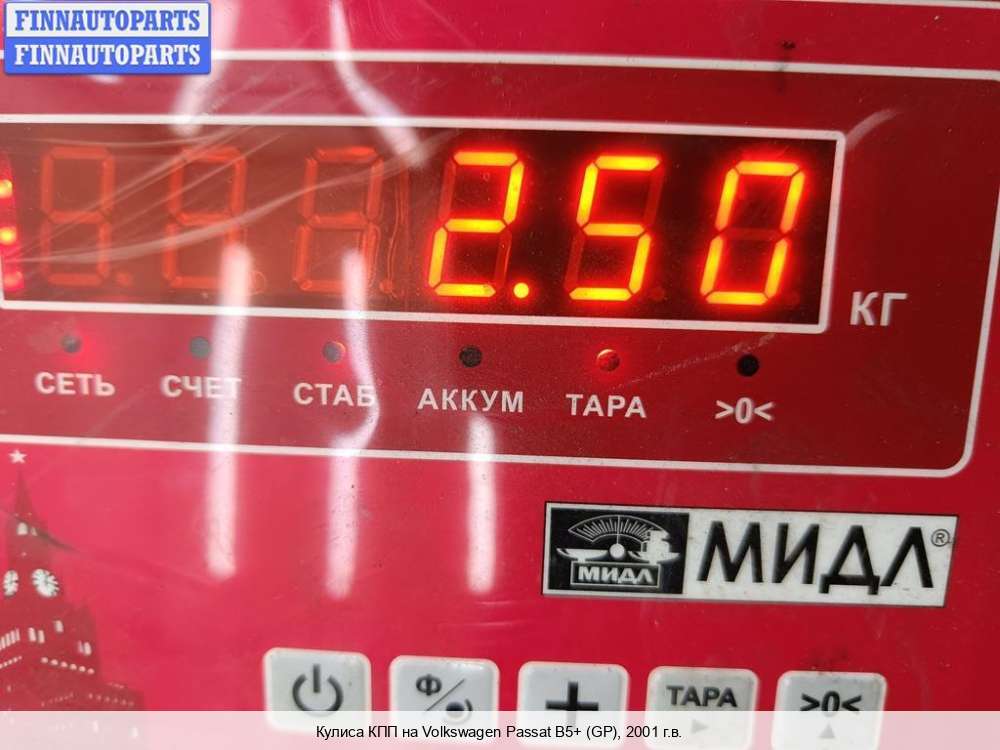 FINNAUTOPARTS
FINNAUTOPARTS
2.50
КГ
СЕТЬ СЧЕТ СТАБ АККУМ ТАРА >0<
МИДЛ МИДЛ®
Ф ТАРА >0<
Кулиса КПП на Volkswagen Passat B5+ (GP), 2001 г.в.